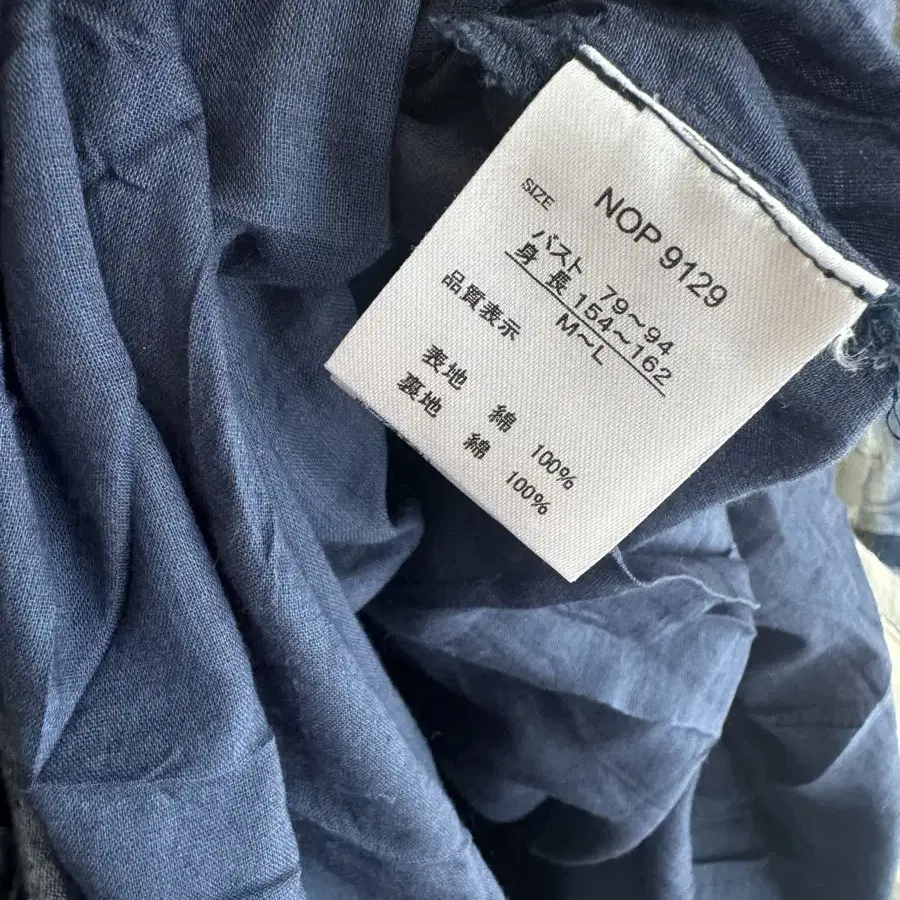 NOP 9129
SIZE
バスト 79～94
身長 154～162
M～L
品質表示
表地 綿 100%
裏地 綿 100%